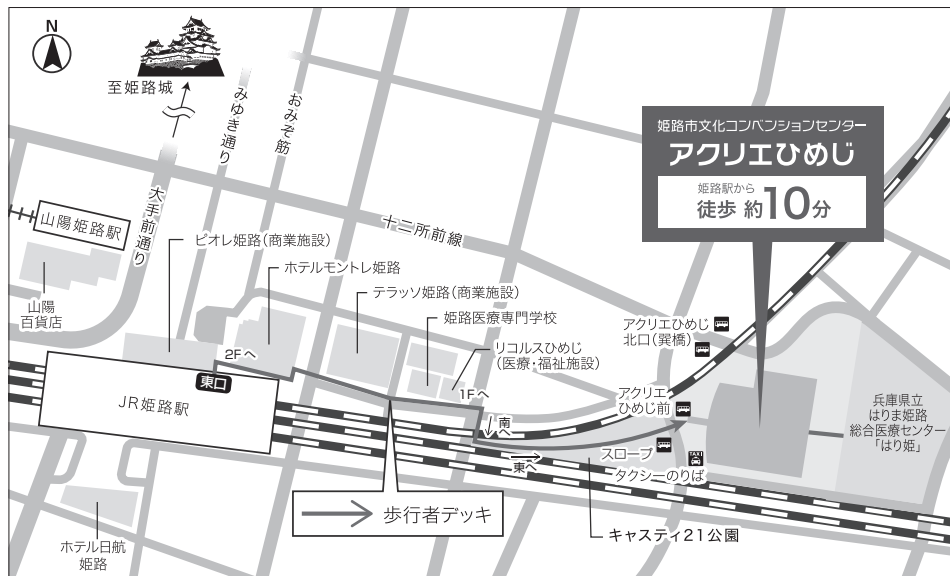 N
至姫路城
みゆき通り
おみぞ筋
大手前通り
山陽姫路駅
山陽
百貨店
ピオレ姫路(商業施設)
ホテルモントレ姫路
十二所前線
テラッソ姫路(商業施設)
姫路医療専門学校
リコルスひめじ
(医療・福祉施設)
姫路市文化コンベンションセンター
アクリエひめじ
姫路駅から
徒歩 約10分
アクリエひめじ
北口(巽橋)
アクリエ
ひめじ前
2Fへ
東口
JR姫路駅
1Fへ
南へ
東へ
スロープ
TAXI
タクシーのりば
兵庫県立
はりま姫路
総合医療センター
「はり姫」
歩行者デッキ
キャスティ21公園
ホテル日航
姫路